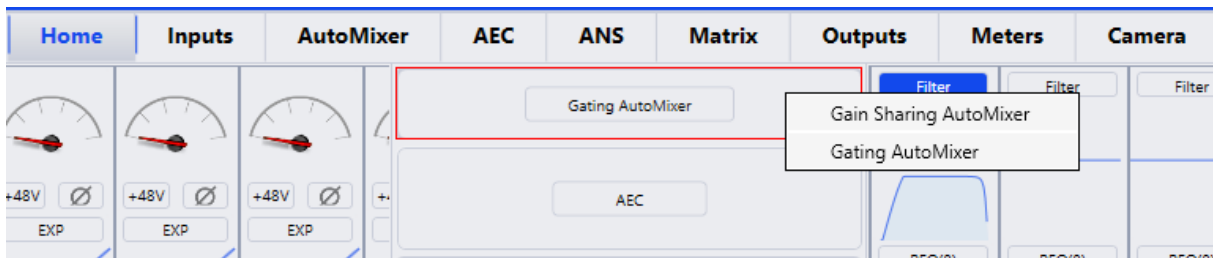 Home Inputs AutoMixer AEC ANS Matrix Outputs Meters Camera
Gating AutoMixer
Filter Filter Filter
Gain Sharing AutoMixer
Gating AutoMixer
+48V +48V +48V
AEC
EXP EXP EXP